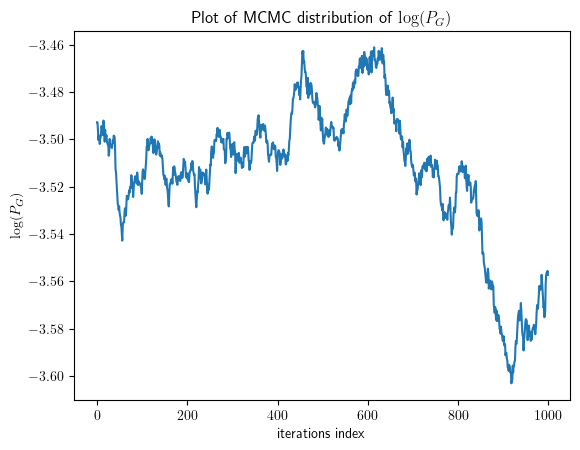 Plot of MCMC distribution of log(P_G)
log(P_G)
−3.46
−3.48
−3.50
−3.52
−3.54
−3.56
−3.58
−3.60
0 200 400 600 800 1000
iterations index